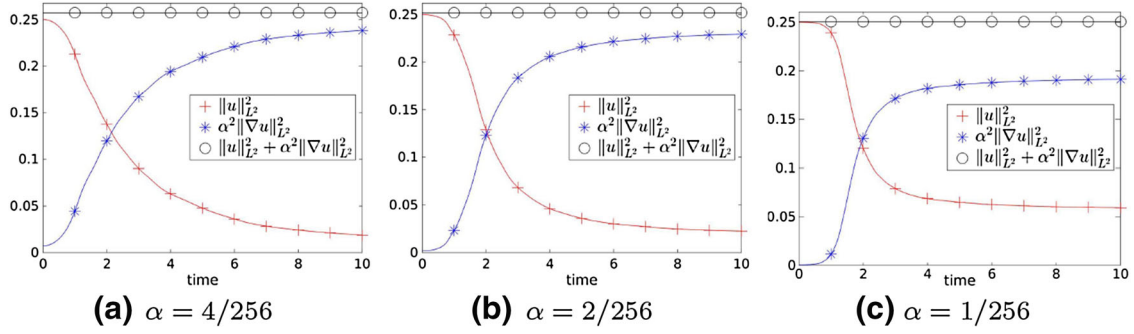 0.25
0.2
0.15
0.1
0.05
0
0 2 4 6 8 10
time
‖u‖²_{L²}
α²‖∇u‖²_{L²}
‖u‖²_{L²} + α²‖∇u‖²_{L²}
(a) α = 4/256
0.25
0.2
0.15
0.1
0.05
0
0 2 4 6 8 10
time
‖u‖²_{L²}
α²‖∇u‖²_{L²}
‖u‖²_{L²} + α²‖∇u‖²_{L²}
(b) α = 2/256
0.25
0.20
0.15
0.10
0.05
0.00
0 2 4 6 8 10
time
‖u‖²_{L²}
α²‖∇u‖²_{L²}
‖u‖²_{L²} + α²‖∇u‖²_{L²}
(c) α = 1/256